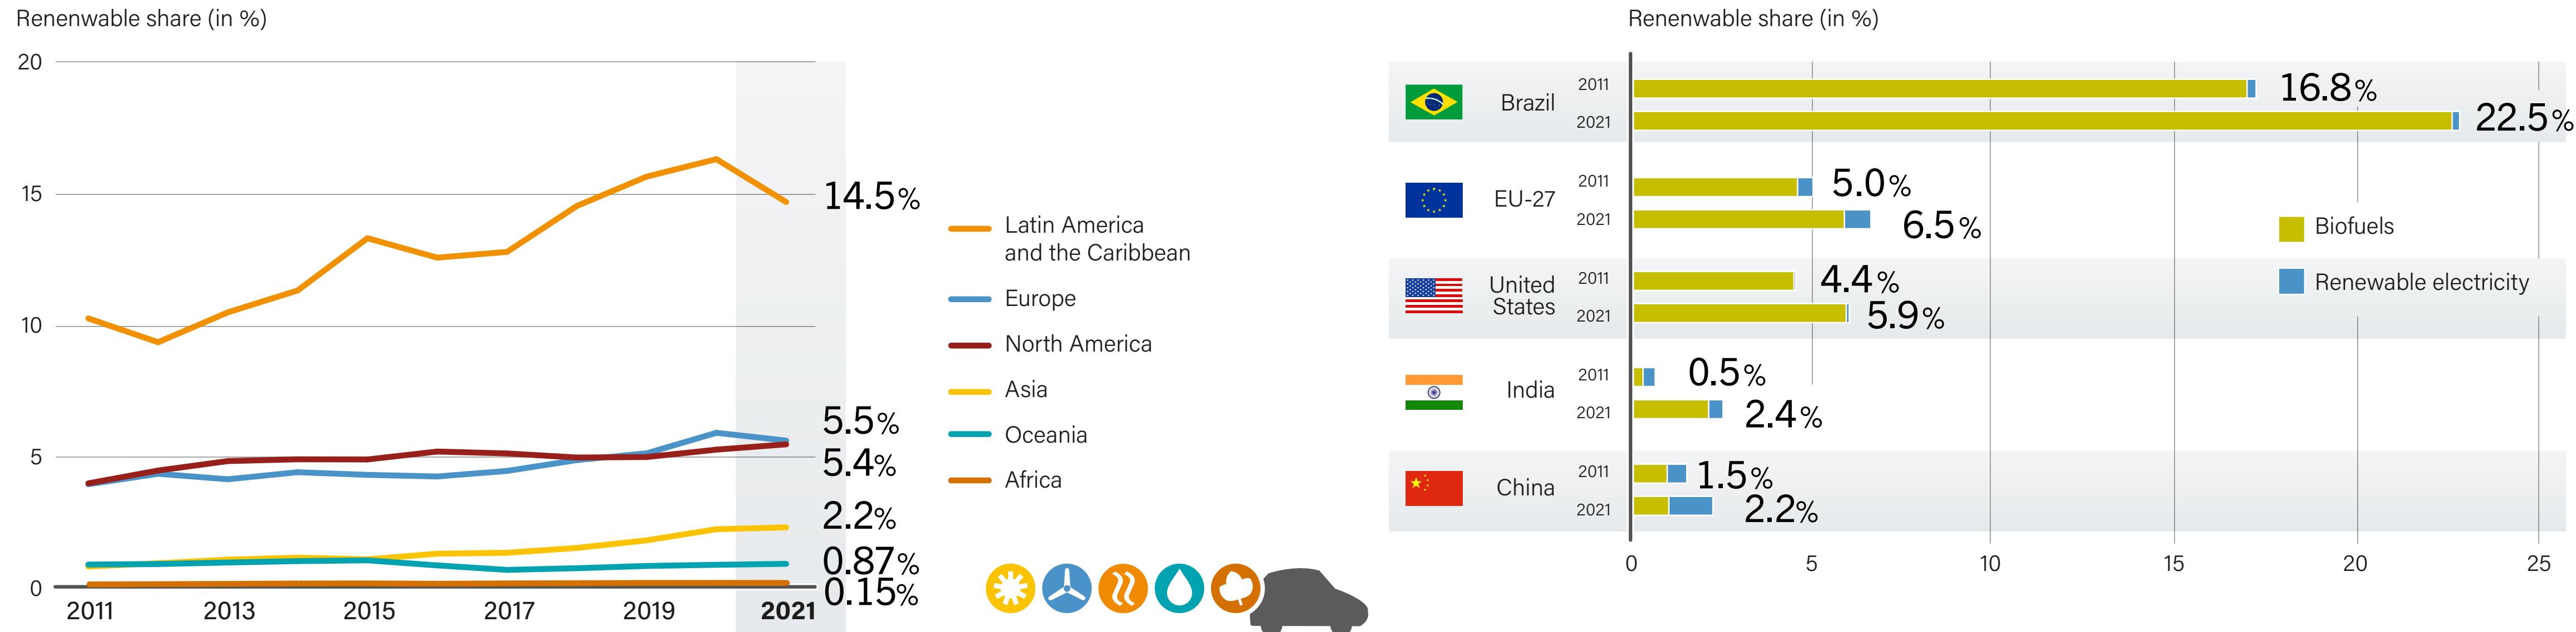 Renenwable share (in %)
20
15
10
5
0
2011
2013
2015
2017
2019
2021
14.5%
5.5%
5.4%
2.2%
0.87%
0.15%
Latin America
and the Caribbean
Europe
North America
Asia
Oceania
Africa
Renenwable share (in %)
Brazil
2011
16.8%
2021
22.5%
EU-27
2011
5.0%
2021
6.5%
United
States
2011
4.4%
2021
5.9%
India
2011
0.5%
2021
2.4%
China
2011
1.5%
2021
2.2%
0
5
10
15
20
25
Biofuels
Renewable electricity